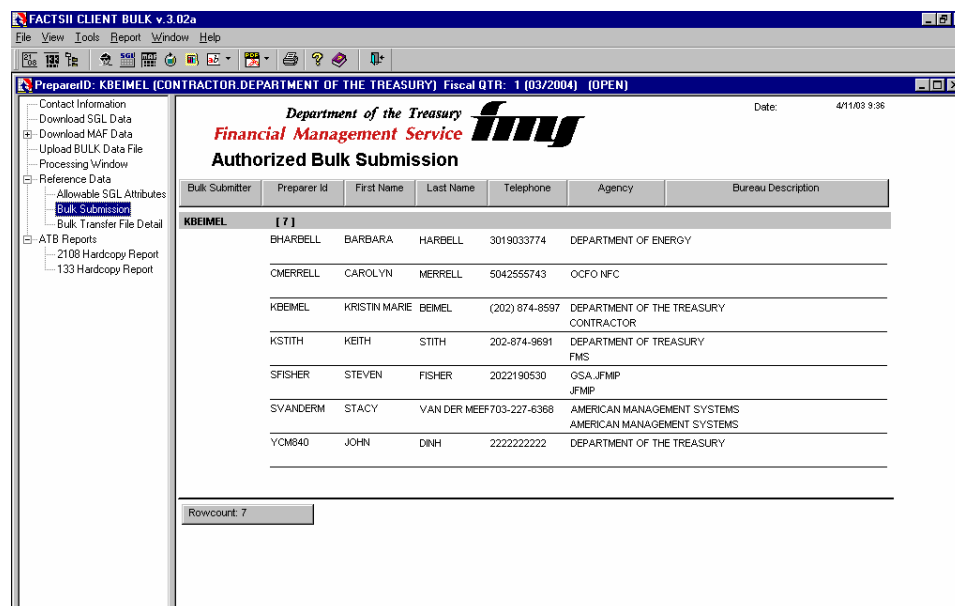 FACTSII CLIENT BULK v.3.02a
File View Tools Report Window Help
PreparerID: KBEIMEL (CONTRACTOR.DEPARTMENT OF THE TREASURY) Fiscal QTR: 1 (03/2004) (OPEN)
Contact Information
Download SGL Data
Download MAF Data
Upload BULK Data File
Processing Window
Reference Data
Allowable SGL Attributes
Bulk Submission
Bulk Transfer File Detail
ATB Reports
2108 Hardcopy Report
133 Hardcopy Report
Department of the Treasury
Financial Management Service
fms
Date: 4/11/03 9:36
Authorized Bulk Submission
Bulk Submitter Preparer Id First Name Last Name Telephone Agency Bureau Description
KBEIMEL [ 7 ]
BHARBELL BARBARA HARBELL 3019033774 DEPARTMENT OF ENERGY
CMERRELL CAROLYN MERRELL 5042555743 OCFO NFC
KBEIMEL KRISTIN MARIE BEIMEL (202) 874-8597 DEPARTMENT OF THE TREASURY
CONTRACTOR
KSTITH KEITH STITH 202-874-9691 DEPARTMENT OF TREASURY
FMS
SFISHER STEVEN FISHER 2022190530 GSA.JFMIP
JFMIP
SVANDERM STACY VAN DER MEEF 703-227-6368 AMERICAN MANAGEMENT SYSTEMS
AMERICAN MANAGEMENT SYSTEMS
YCM840 JOHN DINH 2222222222 DEPARTMENT OF THE TREASURY
Rowcount: 7